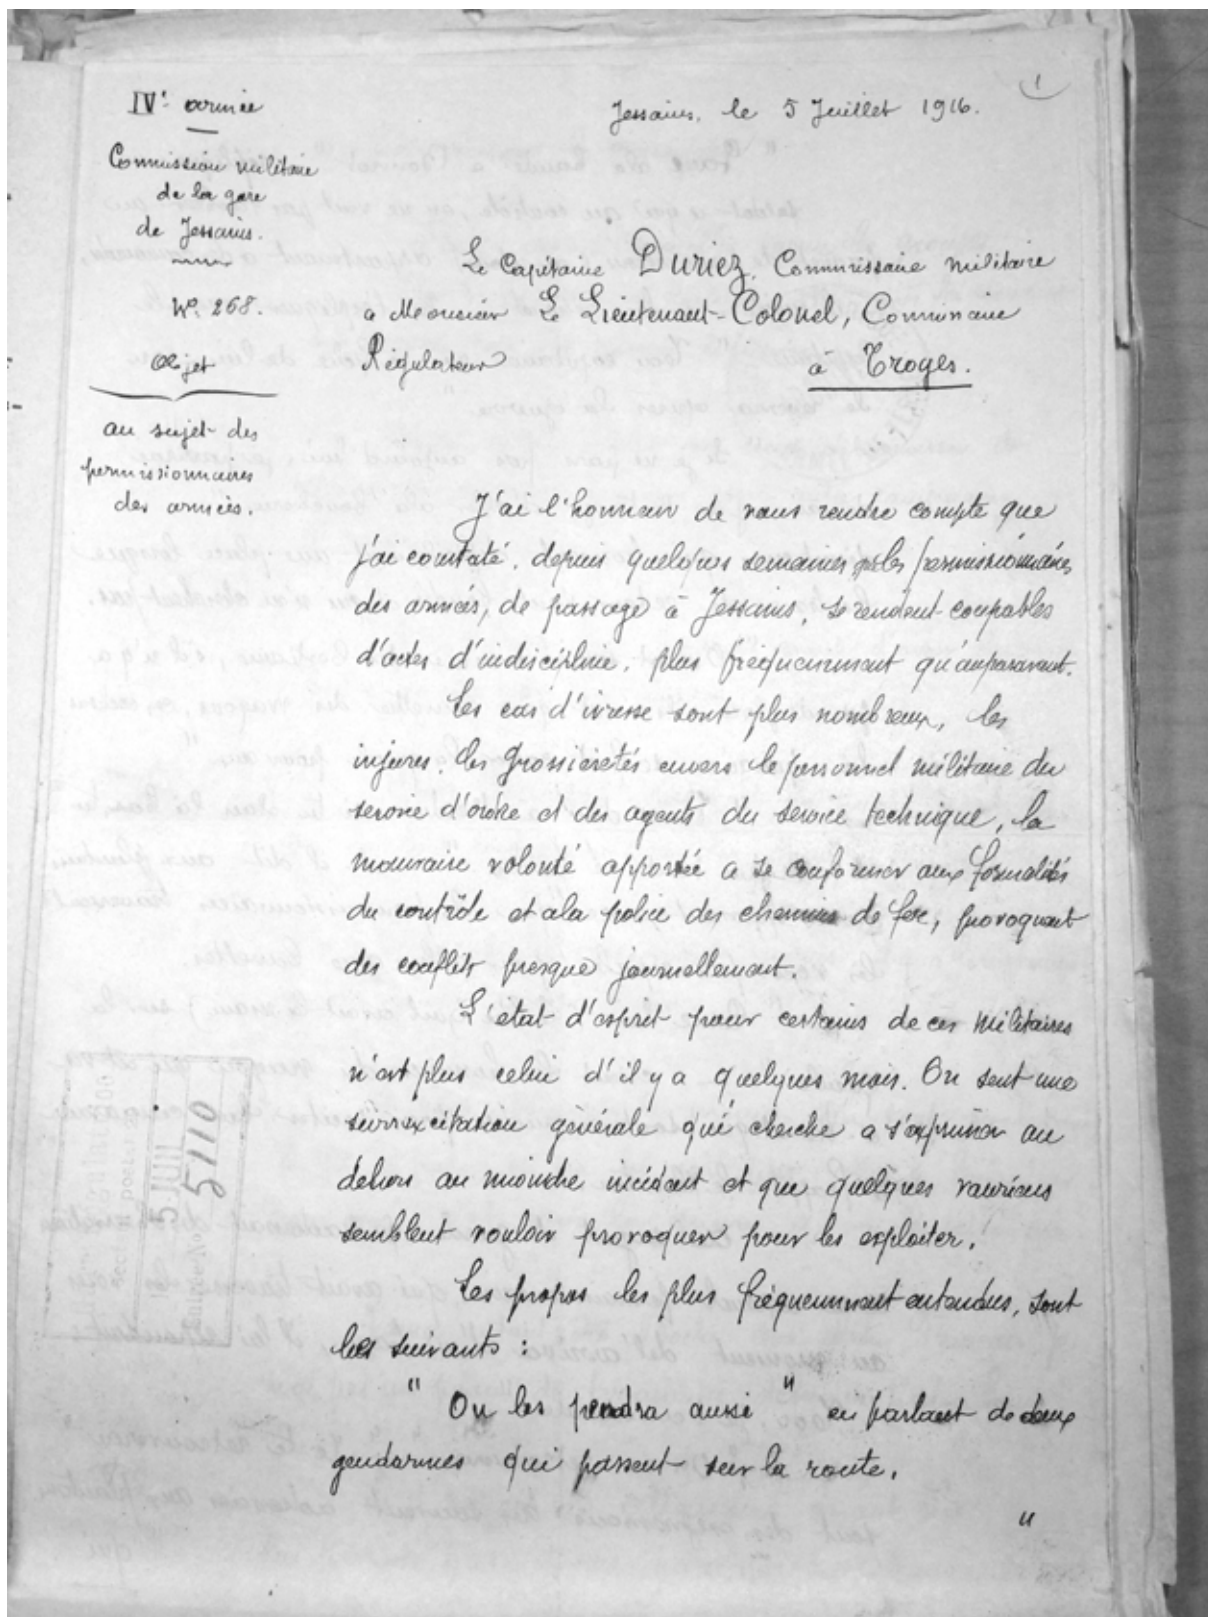 1
IVe armée
Jessains, le 5 Juillet 1916.
Commission militaire
de la gare
de Jessains.
No 268.
Objet
au sujet des
permissionnaires
des armées.
Le Capitaine Duriez, Commissaire militaire
a Monsieur Le Lieutenant-Colonel, Commissaire
Régulateur à Troyes.
J'ai l'honneur de vous rendre compte que
j'ai constaté, depuis quelques semaines, que les permissionnaires
des armées, de passage à Jessains, se rendent coupables
d'actes d'indiscipline, plus fréquemment qu'auparavant.
Les cas d'ivresse sont plus nombreux, les
injures, les grossièretés envers le personnel militaire du
service d'ordre et des agents du service technique, la
mauvaise volonté apportée a se conformer aux formalités
du contrôle et a la police des chemins de fer, provoquent
des conflits presque journellement.
L'état d'esprit pour certains de ces militaires
n'est plus celui d'il y a quelques mois. On sent une
surrexcitation générale qui cherche a s'exprimer au
dehors au moindre incident et que quelques vauriens
semblent vouloir provoquer pour les exploiter.
Les propos les plus fréquemment entendus, sont
les suivants :
" On les pendra aussi " en parlant de deux
gendarmes qui passent sur la route.
"
5 JUIL
5110